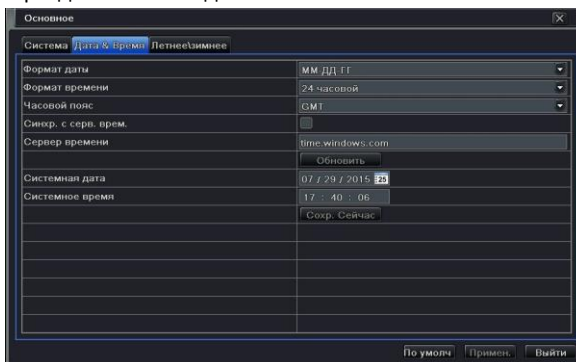 Основное
Система Дата & Время Летнее\зимнее
Формат даты ММ ДД ГГ
Формат времени 24 часовой
Часовой пояс GMT
Синхр. с серв. врем.
Сервер времени time.windows.com
Обновить
Системная дата 07 / 29 / 2015 25
Системное время 17 : 40 : 06
Сохр. Сейчас
По умолч Примен. Выйти